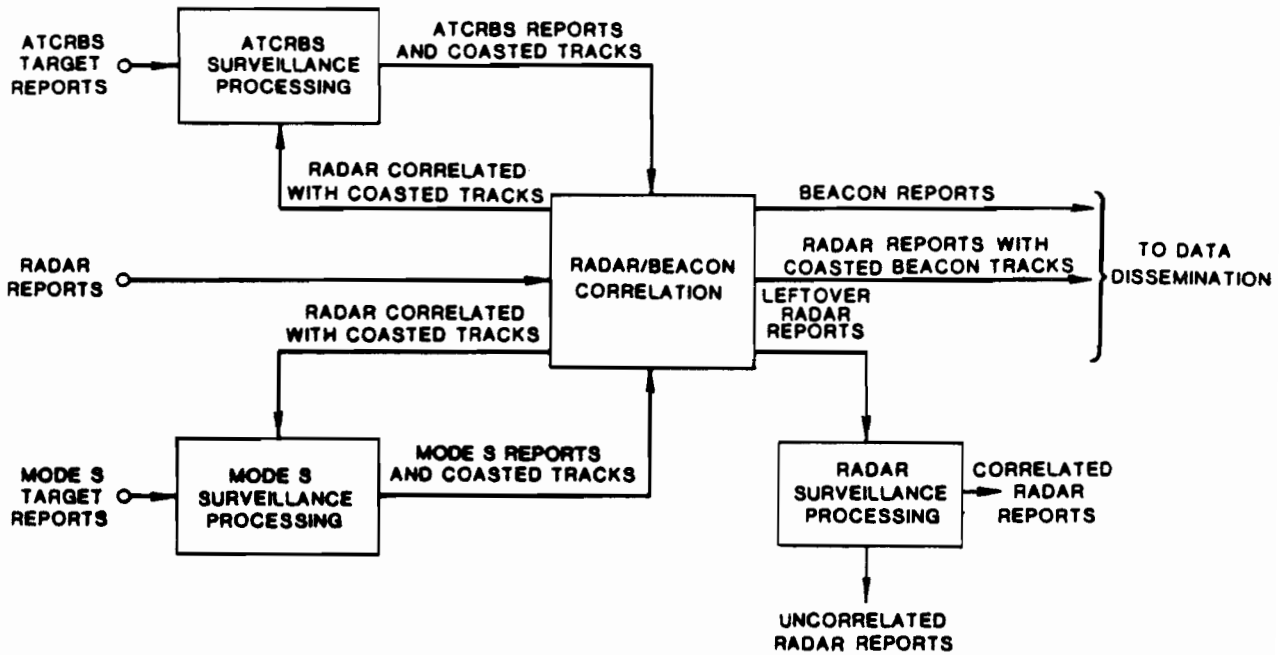 ATCRBS
TARGET
REPORTS
ATCRBS
SURVEILLANCE
PROCESSING
ATCRBS REPORTS
AND COASTED TRACKS
RADAR CORRELATED
WITH COASTED TRACKS
RADAR
REPORTS
RADAR/BEACON
CORRELATION
BEACON REPORTS
RADAR REPORTS WITH
COASTED BEACON TRACKS
TO DATA
DISSEMINATION
LEFTOVER
RADAR
REPORTS
RADAR CORRELATED
WITH COASTED TRACKS
MODE S
TARGET
REPORTS
MODE S
SURVEILLANCE
PROCESSING
MODE S REPORTS
AND COASTED TRACKS
RADAR
SURVEILLANCE
PROCESSING
CORRELATED
RADAR
REPORTS
UNCORRELATED
RADAR REPORTS